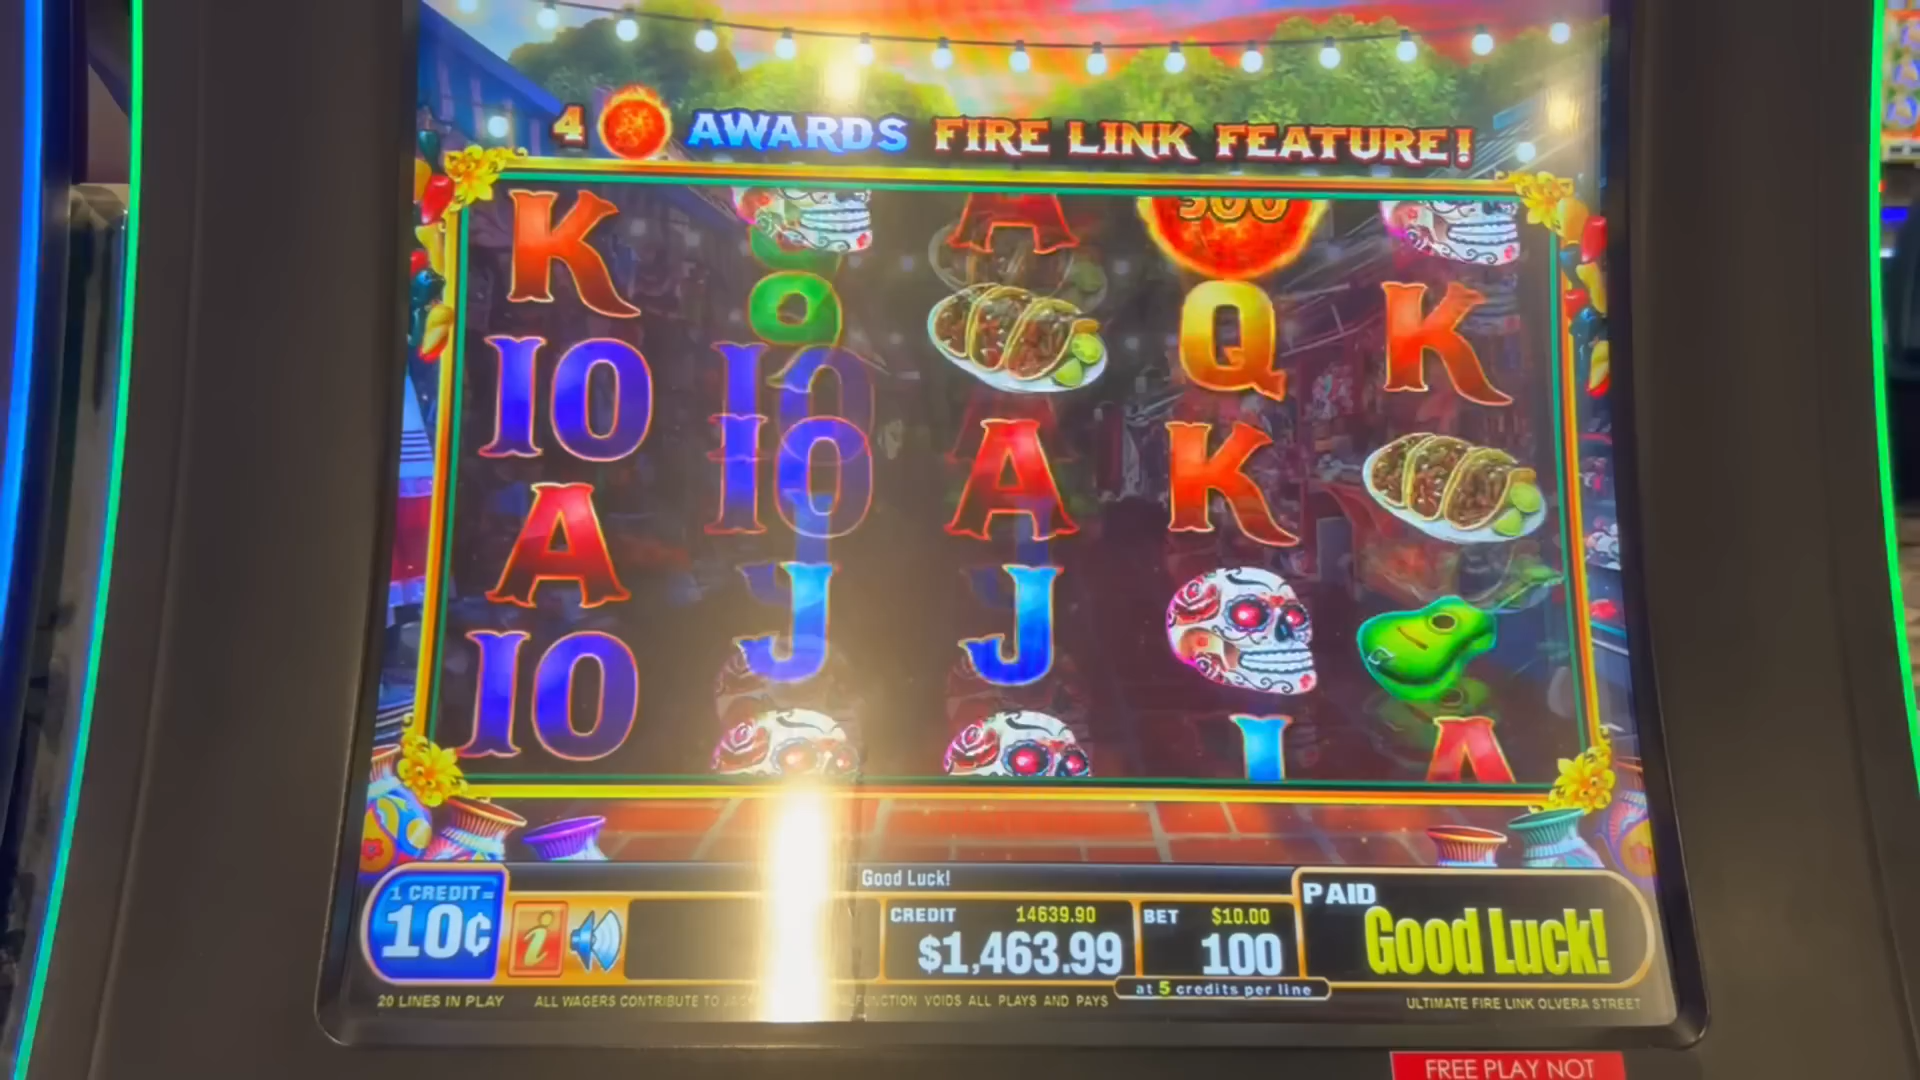 4 AWARDS FIRE LINK FEATURE!
K A 300
10 Q 10 Q K
10 A K
A J J
10 J A
Good Luck!
1 CREDIT=
10¢
CREDIT 14639.90
$1,463.99
BET $10.00
100
at 5 credits per line
PAID
Good Luck!
20 LINES IN PLAY
ALL WAGERS CONTRIBUTE TO
VOIDS ALL PLAYS AND PAYS
ULTIMATE FIRE LINK OLVERA STREET
FREE PLAY NOT